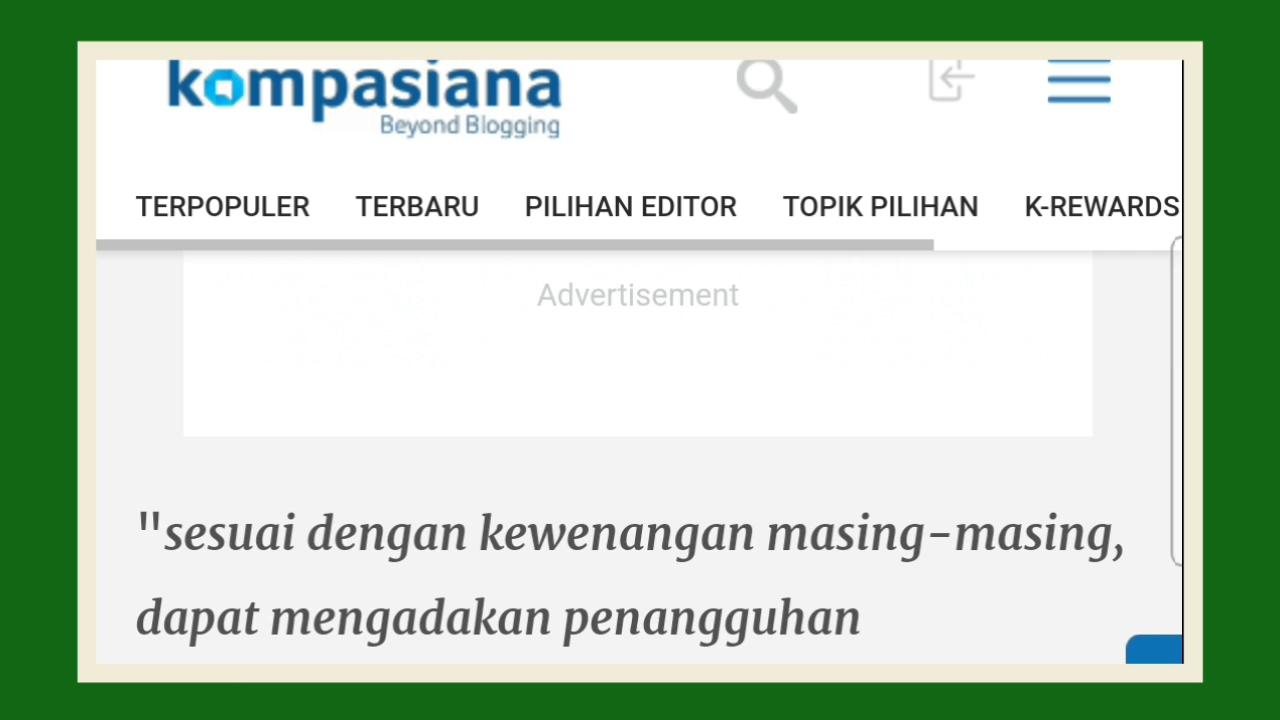 kompasiana
Beyond Blogging
TERPOPULER TERBARU PILIHAN EDITOR TOPIK PILIHAN K-REWARDS
Advertisement
"sesuai dengan kewenangan masing-masing,
dapat mengadakan penangguhan